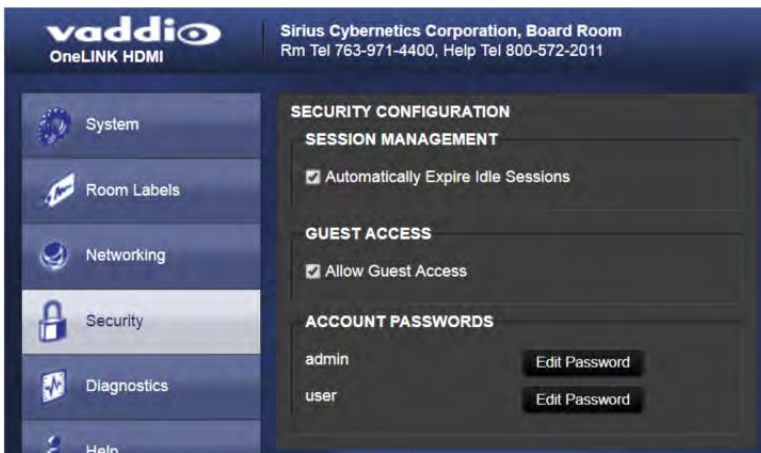 vaddio
OneLINK HDMI
Sirius Cybernetics Corporation, Board Room
Rm Tel 763-971-4400, Help Tel 800-572-2011
System
Room Labels
Networking
Security
Diagnostics
Help
SECURITY CONFIGURATION
SESSION MANAGEMENT
Automatically Expire Idle Sessions
GUEST ACCESS
Allow Guest Access
ACCOUNT PASSWORDS
admin Edit Password
user Edit Password